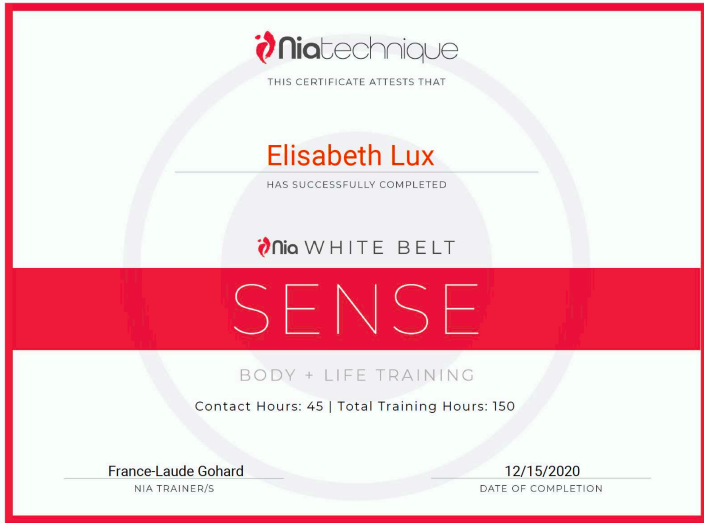 Niatechnique
THIS CERTIFICATE ATTESTS THAT
Elisabeth Lux
HAS SUCCESSFULLY COMPLETED
Nia WHITE BELT
SENSE
BODY + LIFE TRAINING
Contact Hours: 45 | Total Training Hours: 150
France-Laude Gohard 12/15/2020
NIA TRAINER/S DATE OF COMPLETION